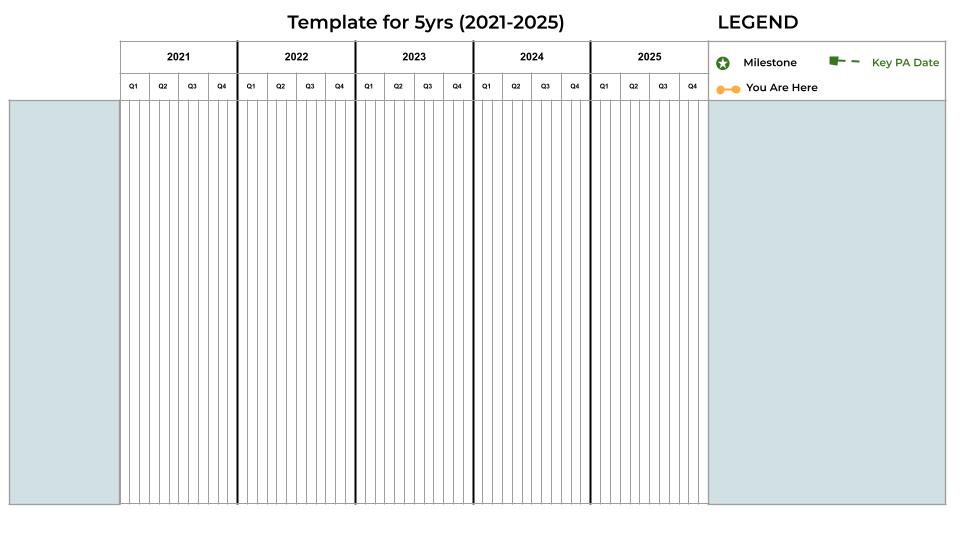 Template for 5yrs (2021-2025) LEGEND
2021 2022 2023 2024 2025
Milestone Key PA Date
Q1 Q2 Q3 Q4 Q1 Q2 Q3 Q4 Q1 Q2 Q3 Q4 Q1 Q2 Q3 Q4 Q1 Q2 Q3 Q4
You Are Here